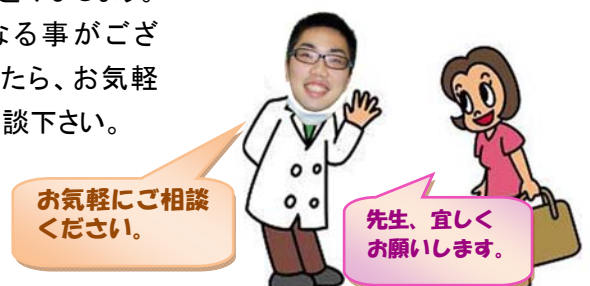 なる事がござ
たら、お気軽
談下さい。
お気軽にご相談
ください。
先生、宜しく
お願いします。